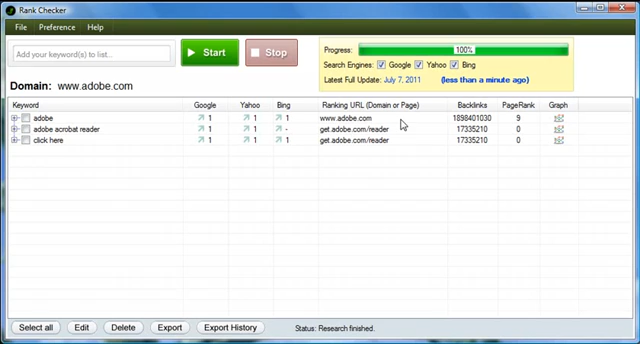 Rank Checker
File Preference Help
Add your keyword(s) to list... Start Stop
Progress: 100%
Search Engines: Google Yahoo Bing
Latest Full Update: July 7, 2011 (less than a minute ago)
Domain: www.adobe.com
Keyword Google Yahoo Bing Ranking URL (Domain or Page) Backlinks PageRank Graph
adobe 1 1 1 www.adobe.com 1898401030 9
adobe acrobat reader 1 1 - get.adobe.com/reader 17335210 0
click here 1 1 1 get.adobe.com/reader 17335210 0
Select all Edit Delete Export Export History Status: Research finished.